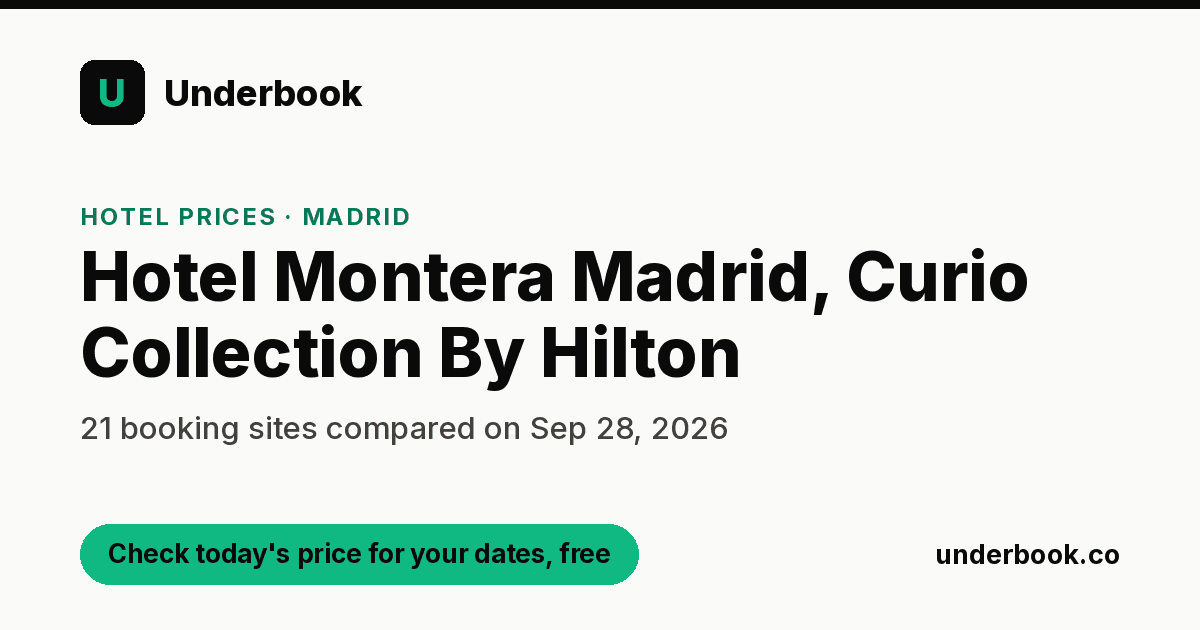 U Underbook
HOTEL PRICES · MADRID
Hotel Montera Madrid, Curio
Collection By Hilton
21 booking sites compared on Sep 28, 2026
Check today's price for your dates, free
underbook.co